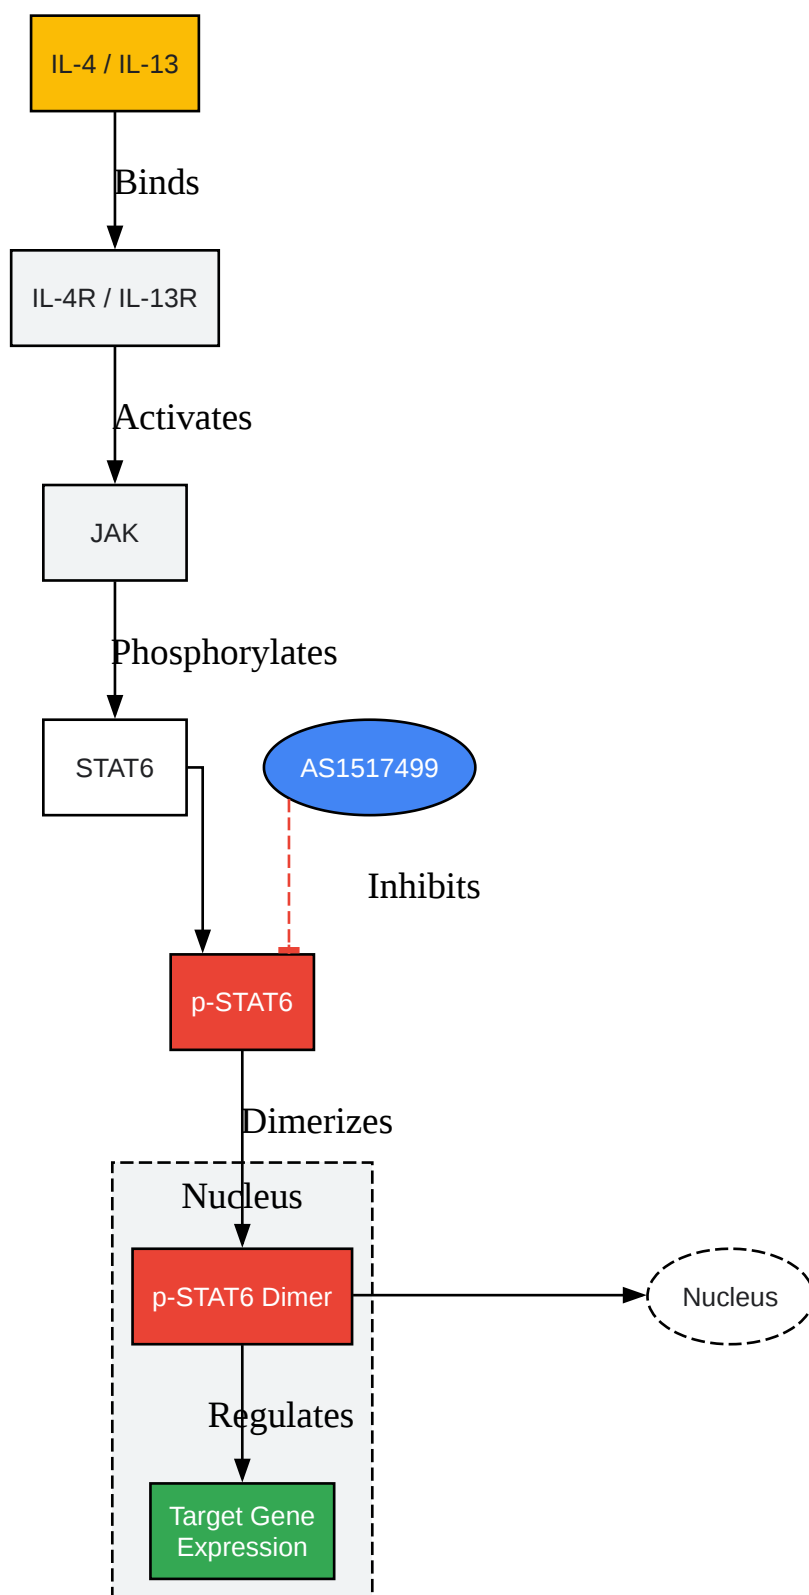 IL-4 / IL-13
Binds
IL-4R / IL-13R
Activates
JAK
Phosphorylates
STAT6
AS1517499
Inhibits
p-STAT6
Dimerizes
Nucleus
p-STAT6 Dimer
Nucleus
Regulates
Target Gene
Expression